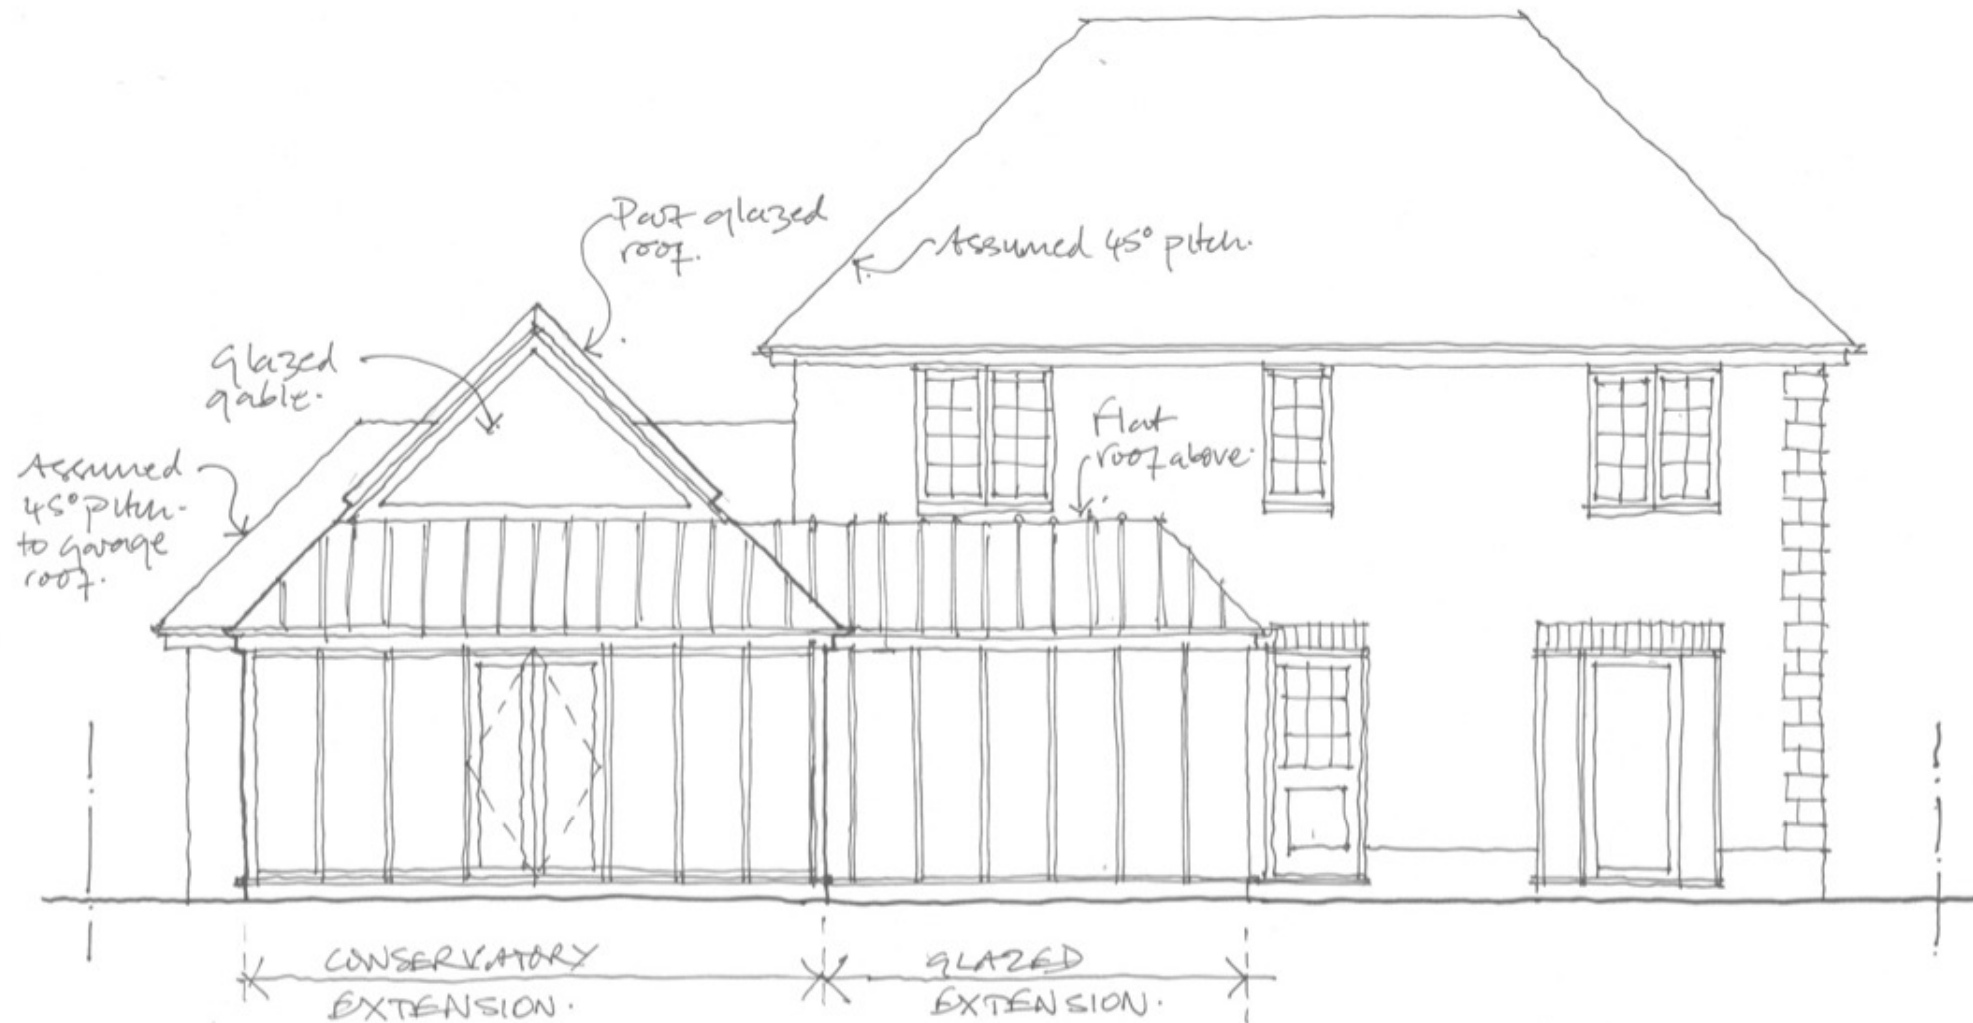 Part glazed
roof.
Assumed 45° pitch.
Glazed
gable.
Flat
roof above.
Assumed
45° pitch.
to garage
roof.
CONSERVATORY
EXTENSION.
GLAZED
EXTENSION.